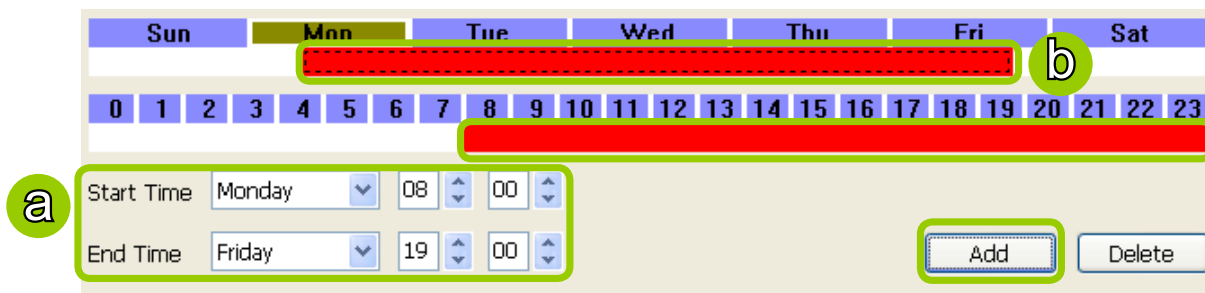 Sun Mon Tue Wed Thu Fri Sat
b
0 1 2 3 4 5 6 7 8 9 10 11 12 13 14 15 16 17 18 19 20 21 22 23
a
Start Time Monday 08 00
End Time Friday 19 00 Add Delete